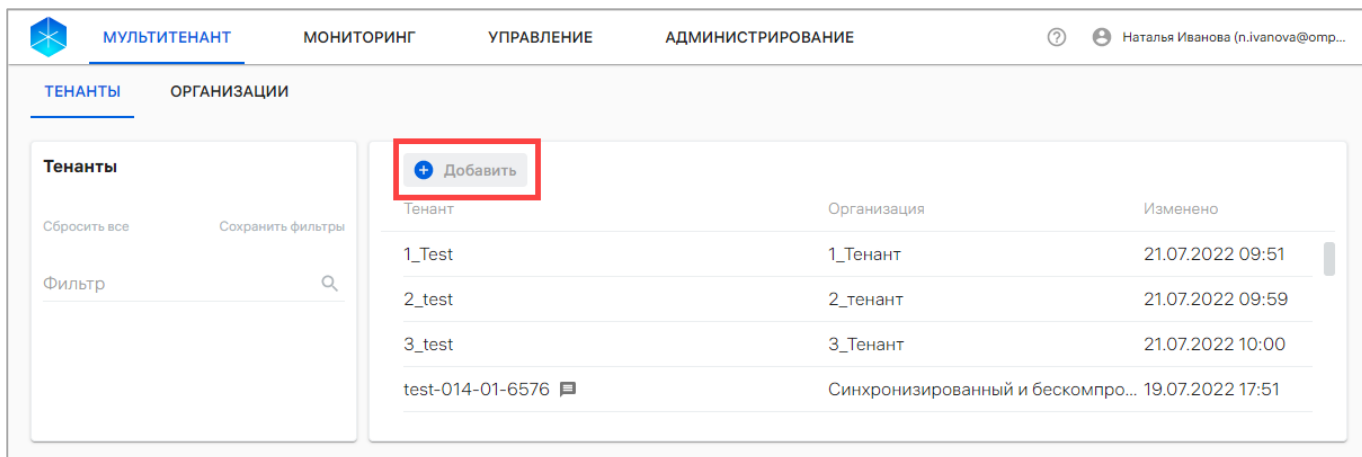 МУЛЬТИТЕНАНТ МОНИТОРИНГ УПРАВЛЕНИЕ АДМИНИСТРИРОВАНИЕ ? Наталья Иванова (n.ivanova@omp...
ТЕНАНТЫ ОРГАНИЗАЦИИ
Тенанты
Сбросить все Сохранить фильтры
Фильтр
Добавить
Тенант Организация Изменено
1_Test 1_Тенант 21.07.2022 09:51
2_test 2_тенант 21.07.2022 09:59
3_test 3_Тенант 21.07.2022 10:00
test-014-01-6576 Синхронизированный и бескомпро... 19.07.2022 17:51